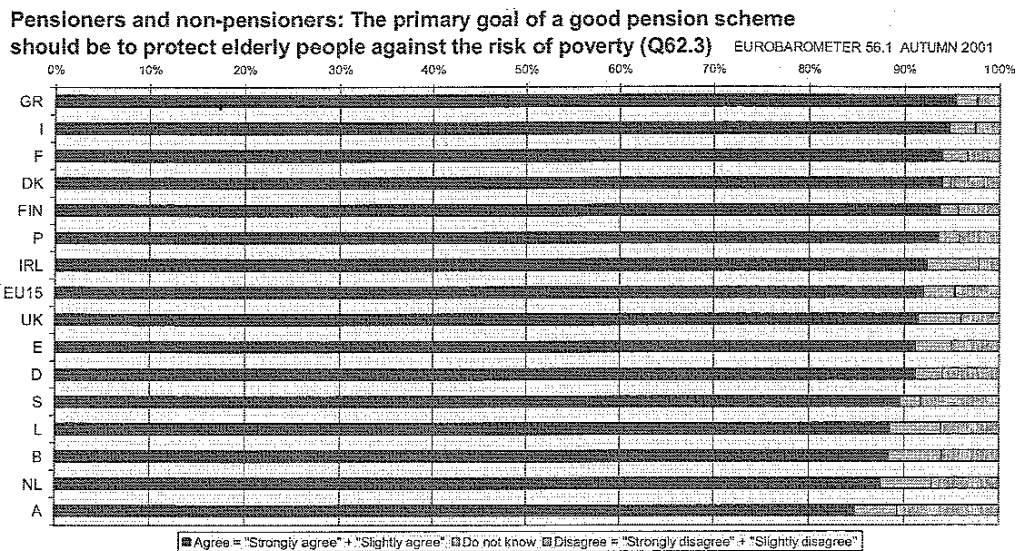 Pensioners and non-pensioners: The primary goal of a good pension scheme
should be to protect elderly people against the risk of poverty (Q62.3) EUROBAROMETER 56.1 AUTUMN 2001
0% 10% 20% 30% 40% 50% 60% 70% 80% 90% 100%
GR
I
F
DK
FIN
P
IRL
EU15
UK
E
D
S
L
B
NL
A
Agree = "Strongly agree" + "Slightly agree" Do not know Disagree = "Strongly disagree" + "Slightly disagree"